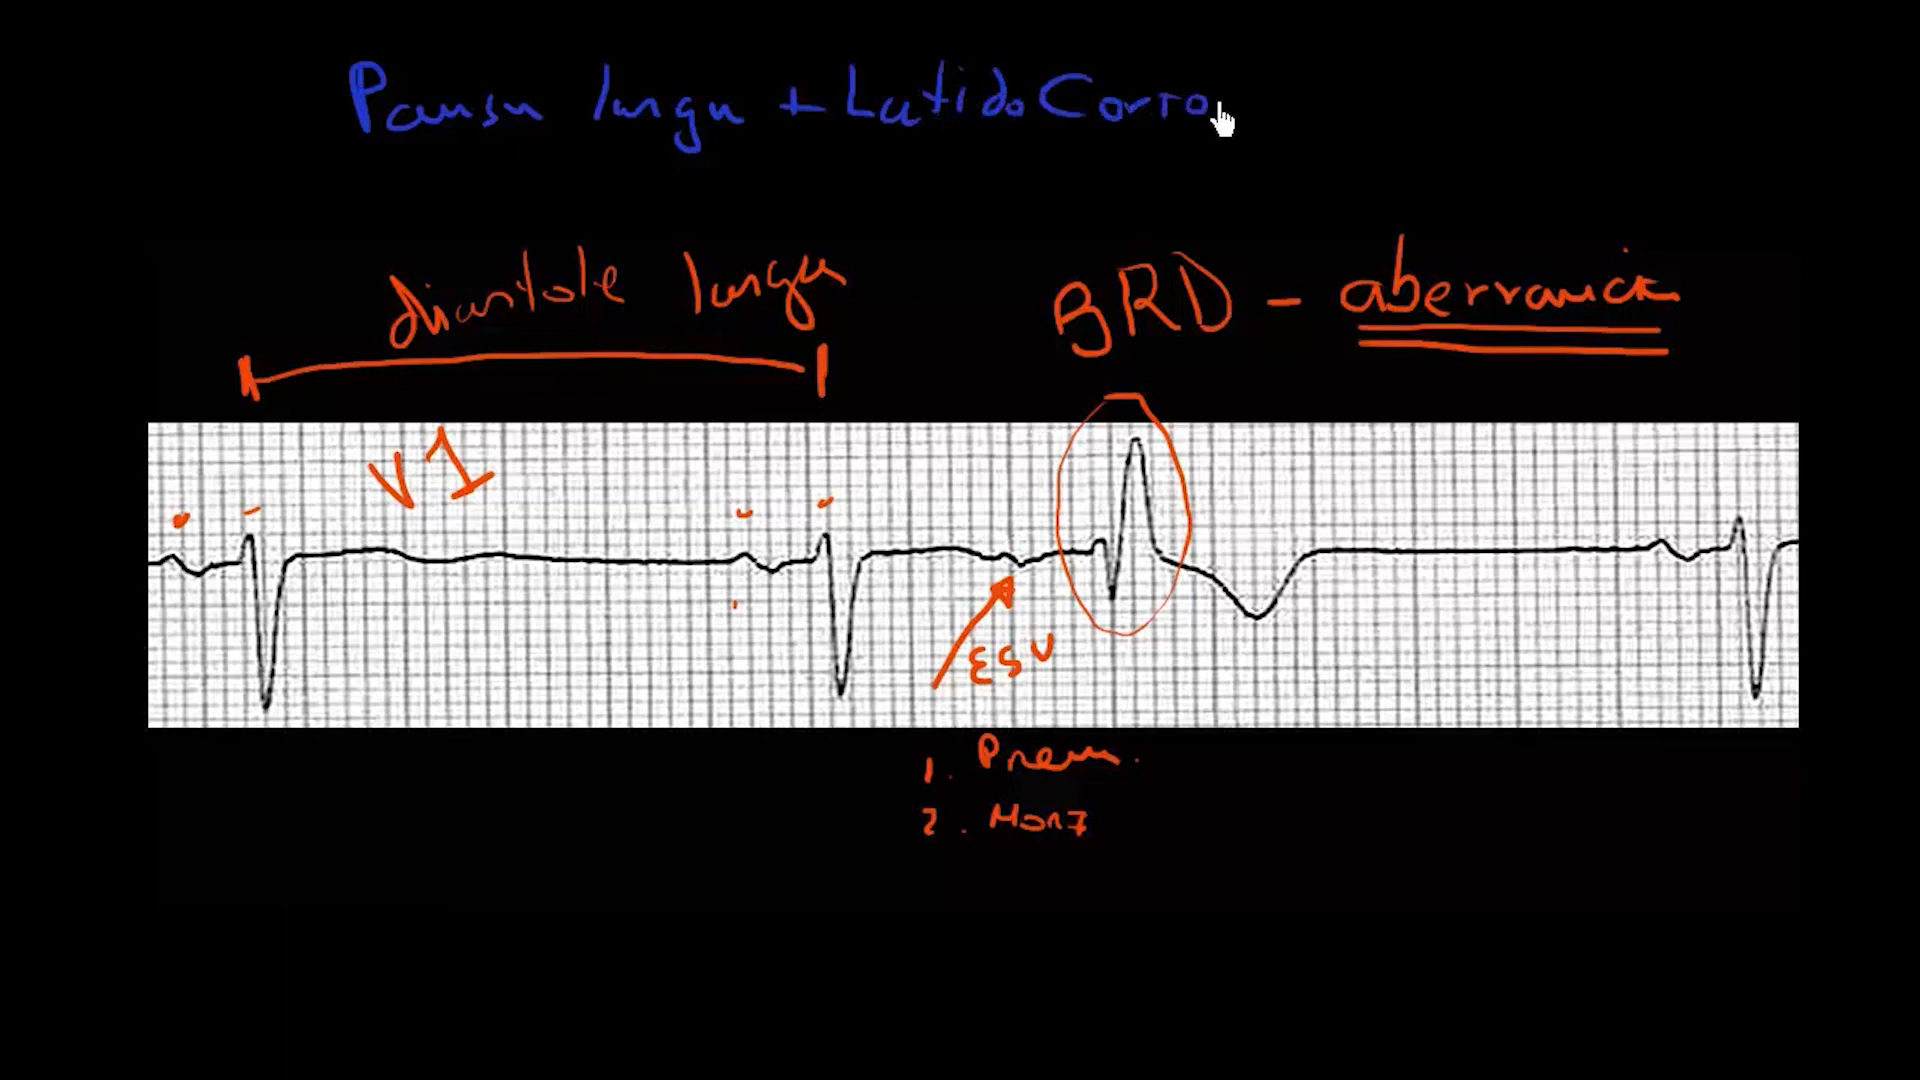 Pausa larga + Latido Corto
diastole larga
BRD - aberrancia
V1
ESV
1. Prem.
2. Morf